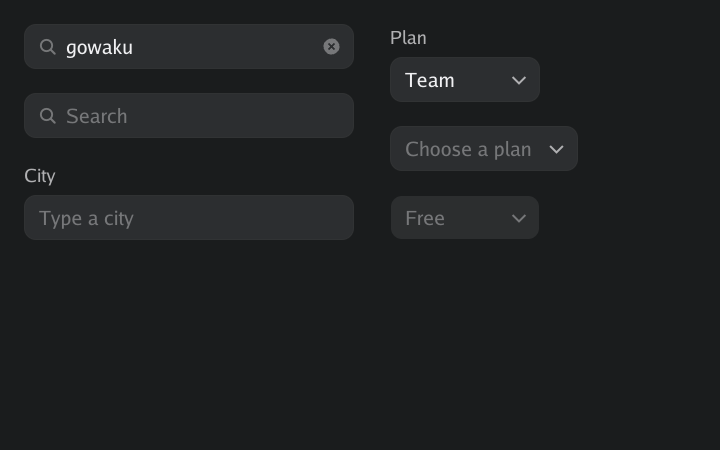 gowaku
Search
City
Type a city
Plan
Team
Choose a plan
Free